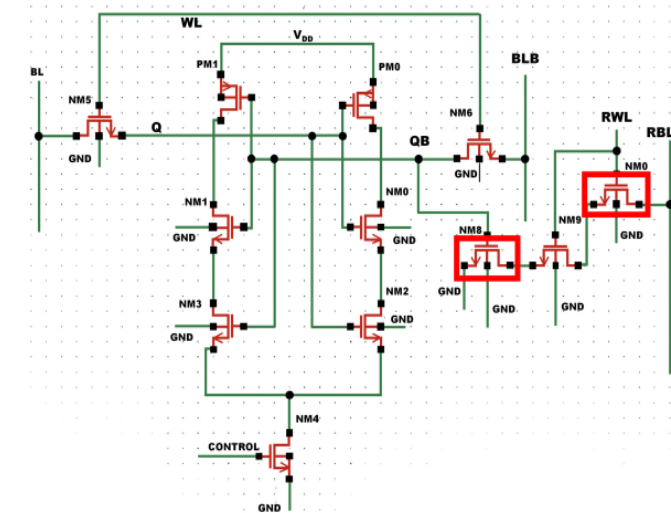 WL
V_DD
BL
PM1
PM0
BLB
NM5
NM6
RWL
RBL
Q
QB
GND
GND
NM0
NM1
NM0
GND
GND
NM8
NM9
GND
NM3
NM2
GND
GND
GND
GND
GND
NM4
CONTROL
GND